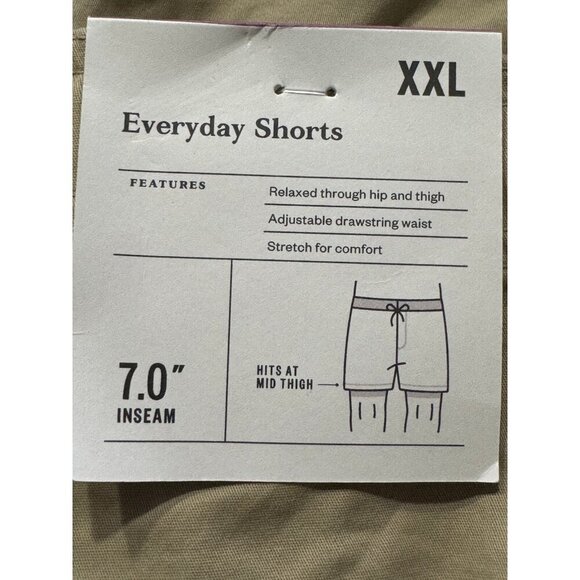 XXL
Everyday Shorts
FEATURES
Relaxed through hip and thigh
Adjustable drawstring waist
Stretch for comfort
7.0"
INSEAM
HITS AT
MID THIGH